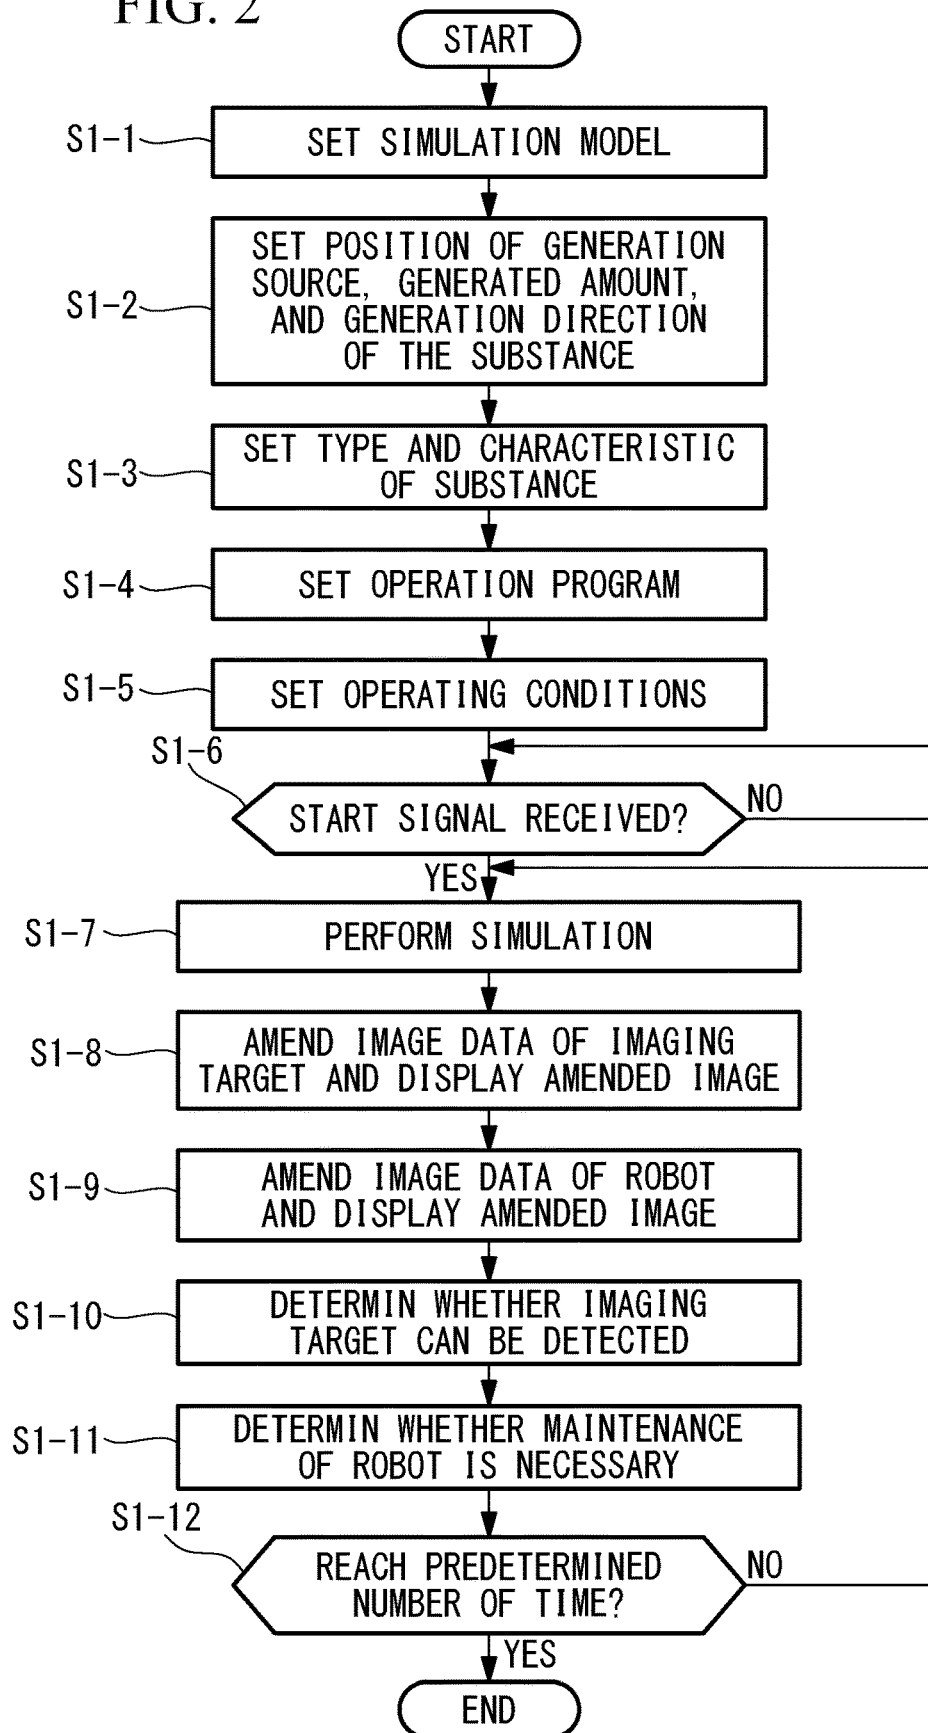 FIG. 2
START
S1-1
SET SIMULATION MODEL
S1-2
SET POSITION OF GENERATION
SOURCE, GENERATED AMOUNT,
AND GENERATION DIRECTION
OF THE SUBSTANCE
S1-3
SET TYPE AND CHARACTERISTIC
OF SUBSTANCE
S1-4
SET OPERATION PROGRAM
S1-5
SET OPERATING CONDITIONS
S1-6
START SIGNAL RECEIVED?
NO
YES
S1-7
PERFORM SIMULATION
S1-8
AMEND IMAGE DATA OF IMAGING
TARGET AND DISPLAY AMENDED IMAGE
S1-9
AMEND IMAGE DATA OF ROBOT
AND DISPLAY AMENDED IMAGE
S1-10
DETERMIN WHETHER IMAGING
TARGET CAN BE DETECTED
S1-11
DETERMIN WHETHER MAINTENANCE
OF ROBOT IS NECESSARY
S1-12
REACH PREDETERMINED
NUMBER OF TIME?
NO
YES
END